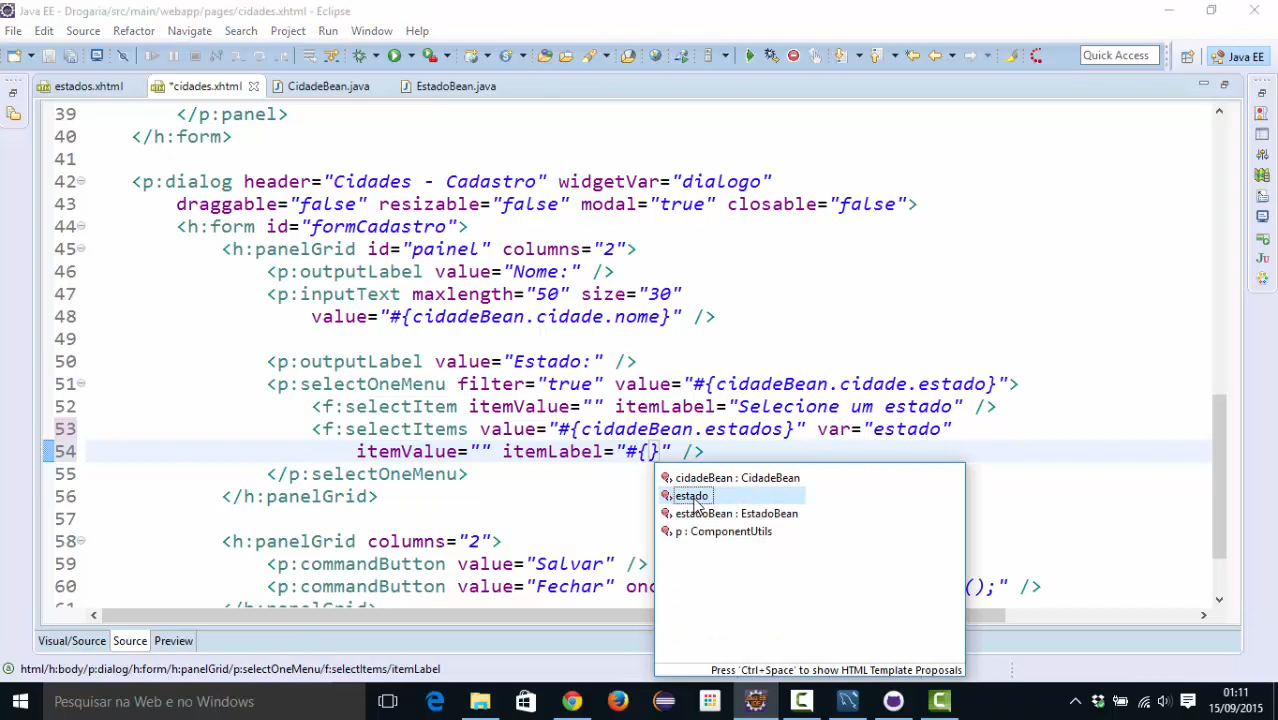 Java EE - Drogaria/src/main/webapp/pages/cidades.xhtml - Eclipse
File Edit Source Refactor Navigate Search Project Run Window Help
Quick Access Java EE
estados.xhtml *cidades.xhtml CidadeBean.java EstadoBean.java
39 </p:panel>
40 </h:form>
41
42 <p:dialog header="Cidades - Cadastro" widgetVar="dialogo"
43 draggable="false" resizable="false" modal="true" closable="false">
44 <h:form id="formCadastro">
45 <h:panelGrid id="painel" columns="2">
46 <p:outputLabel value="Nome:" />
47 <p:inputText maxlength="50" size="30"
48 value="#{cidadeBean.cidade.nome}" />
49
50 <p:outputLabel value="Estado:" />
51 <p:selectOneMenu filter="true" value="#{cidadeBean.cidade.estado}">
52 <f:selectItem itemValue="" itemLabel="Selecione um estado" />
53 <f:selectItems value="#{cidadeBean.estados}" var="estado"
54 itemValue="" itemLabel="#{}" />
55 </p:selectOneMenu>
56 </h:panelGrid>
57
58 <h:panelGrid columns="2">
59 <p:commandButton value="Salvar" />
60 <p:commandButton value="Fechar" onc ();" />
61 </h:panelGrid>
cidadeBean : CidadeBean
estado
estadoBean : EstadoBean
p : ComponentUtils
Press 'Ctrl+Space' to show HTML Template Proposals
Visual/Source Source Preview
html/h:body/p:dialog/h:form/h:panelGrid/p:selectOneMenu/f:selectItems/itemLabel
Pesquisar na Web e no Windows
01:11
15/09/2015